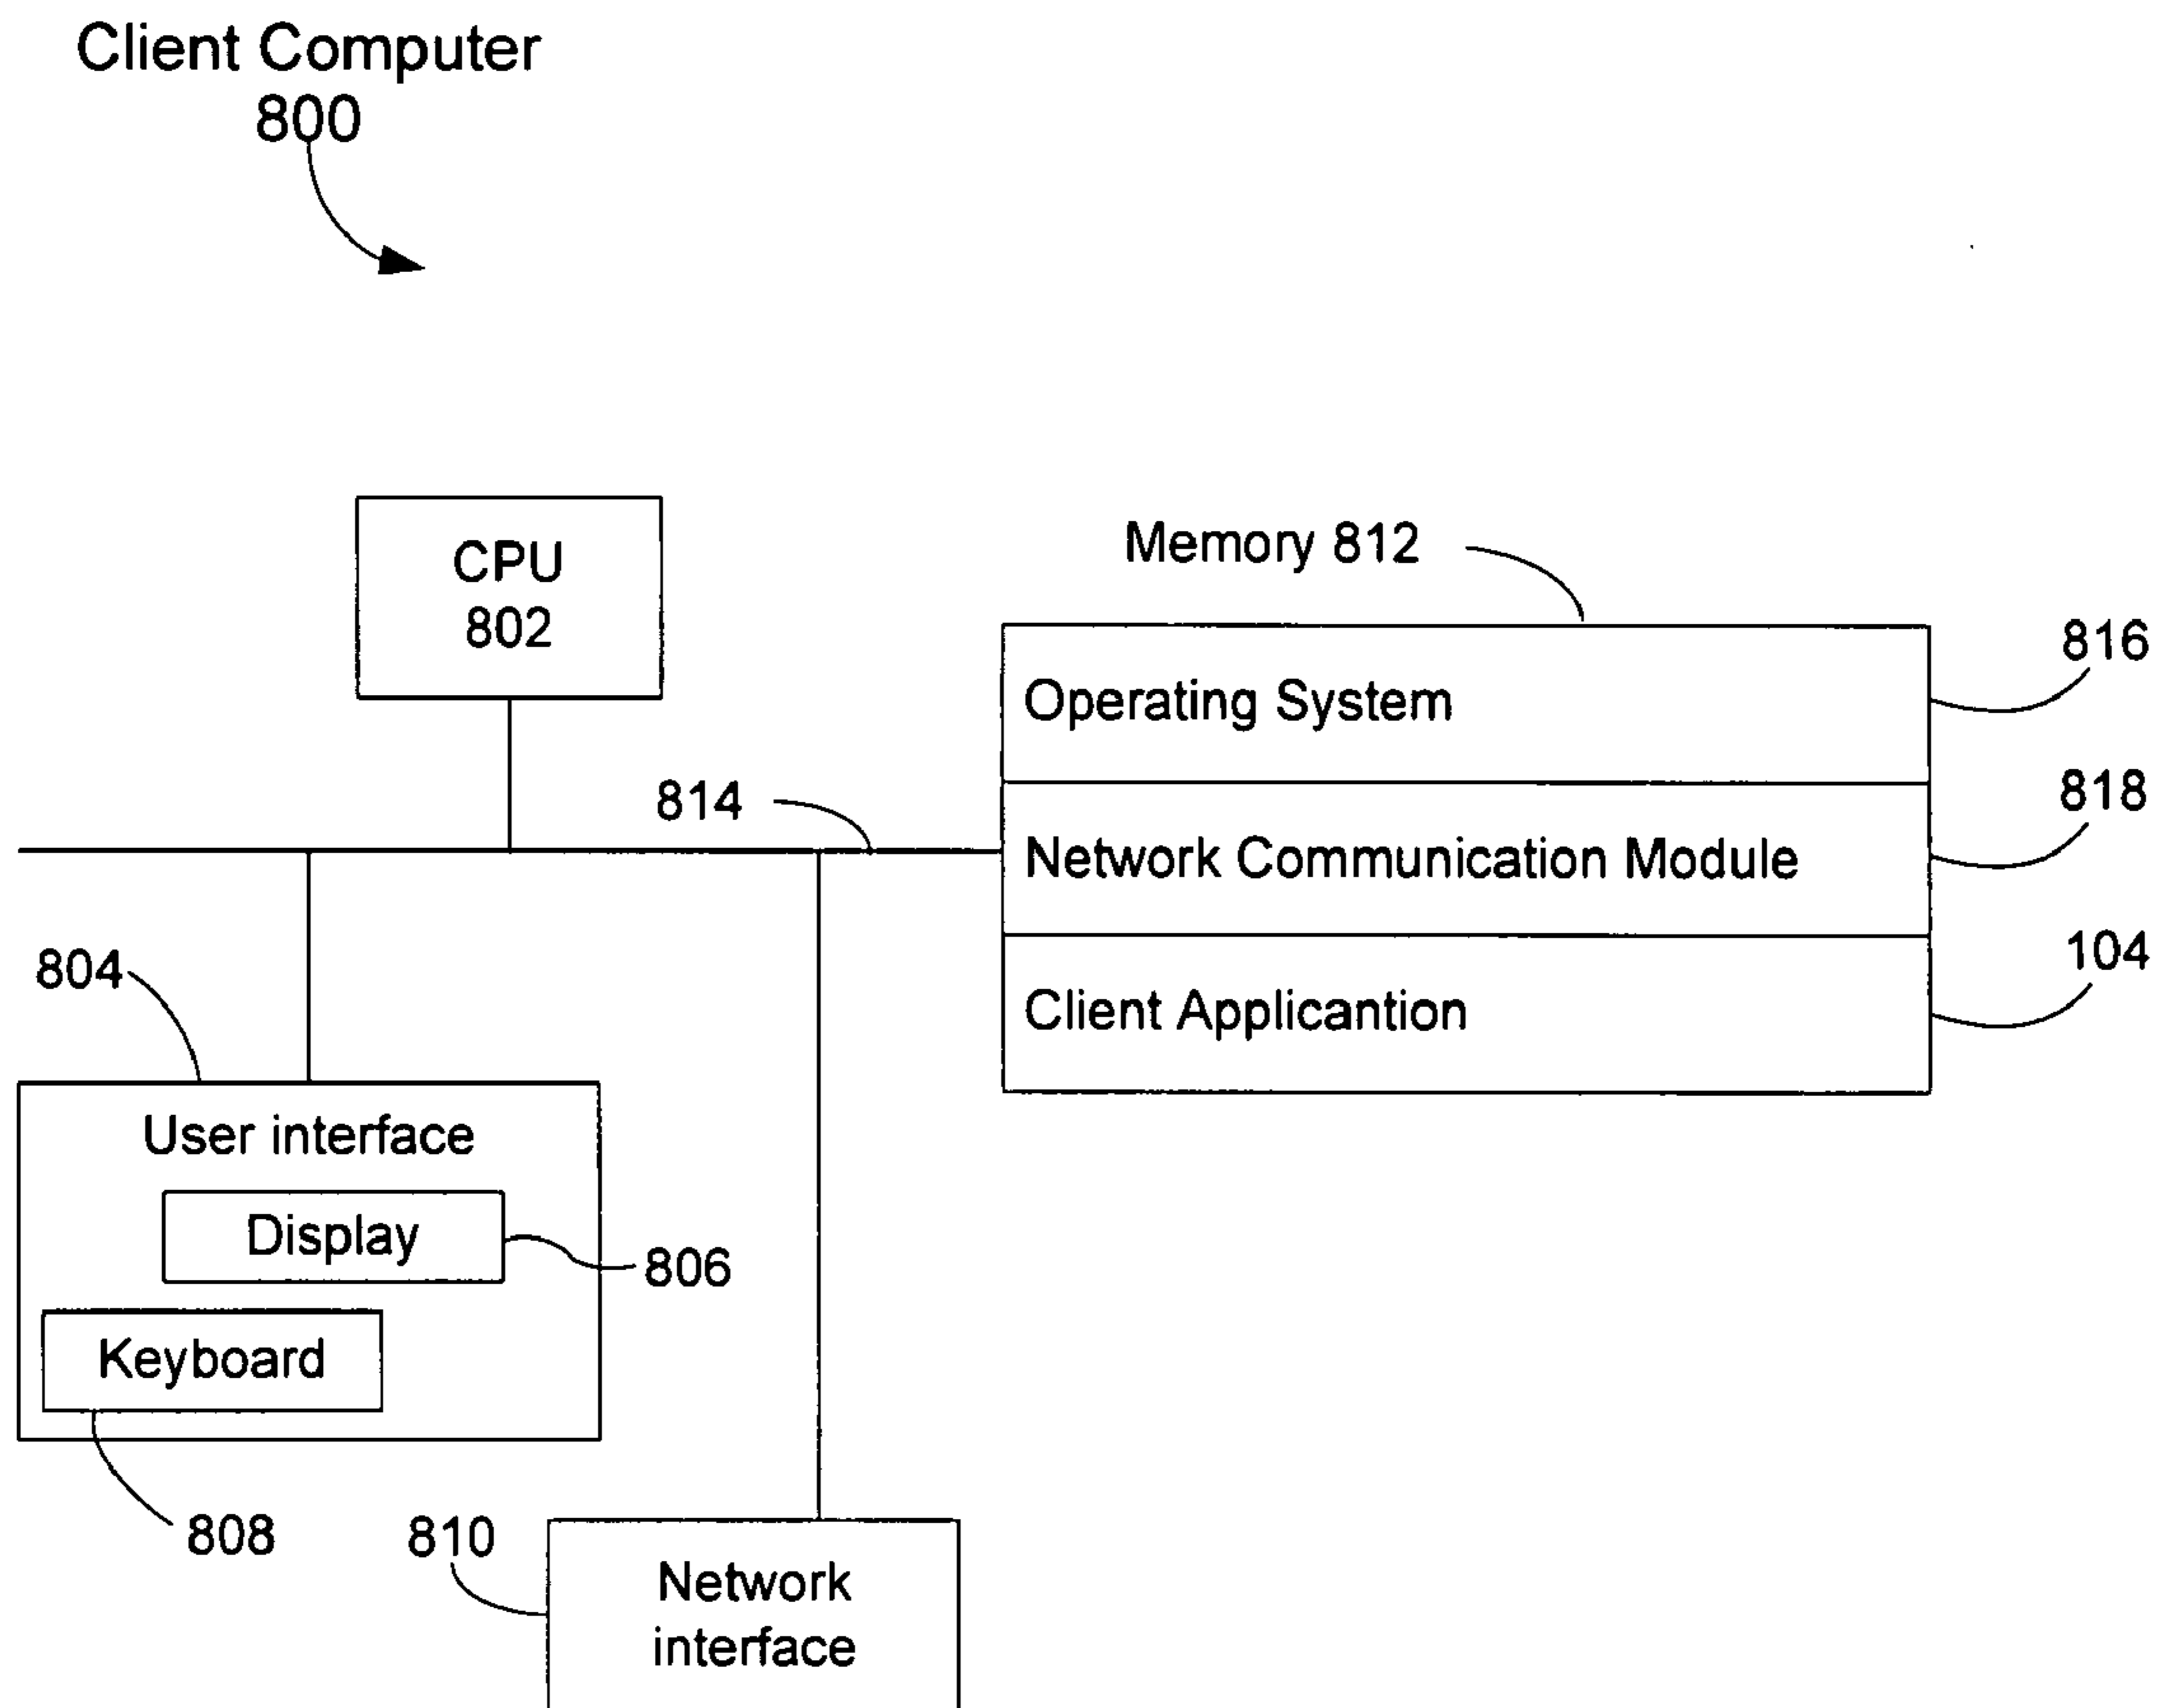 Client Computer
800
CPU
802
Memory 812
816
Operating System
814
818
Network Communication Module
804
104
Client Applicantion
User interface
Display
806
Keyboard
808
810
Network
interface